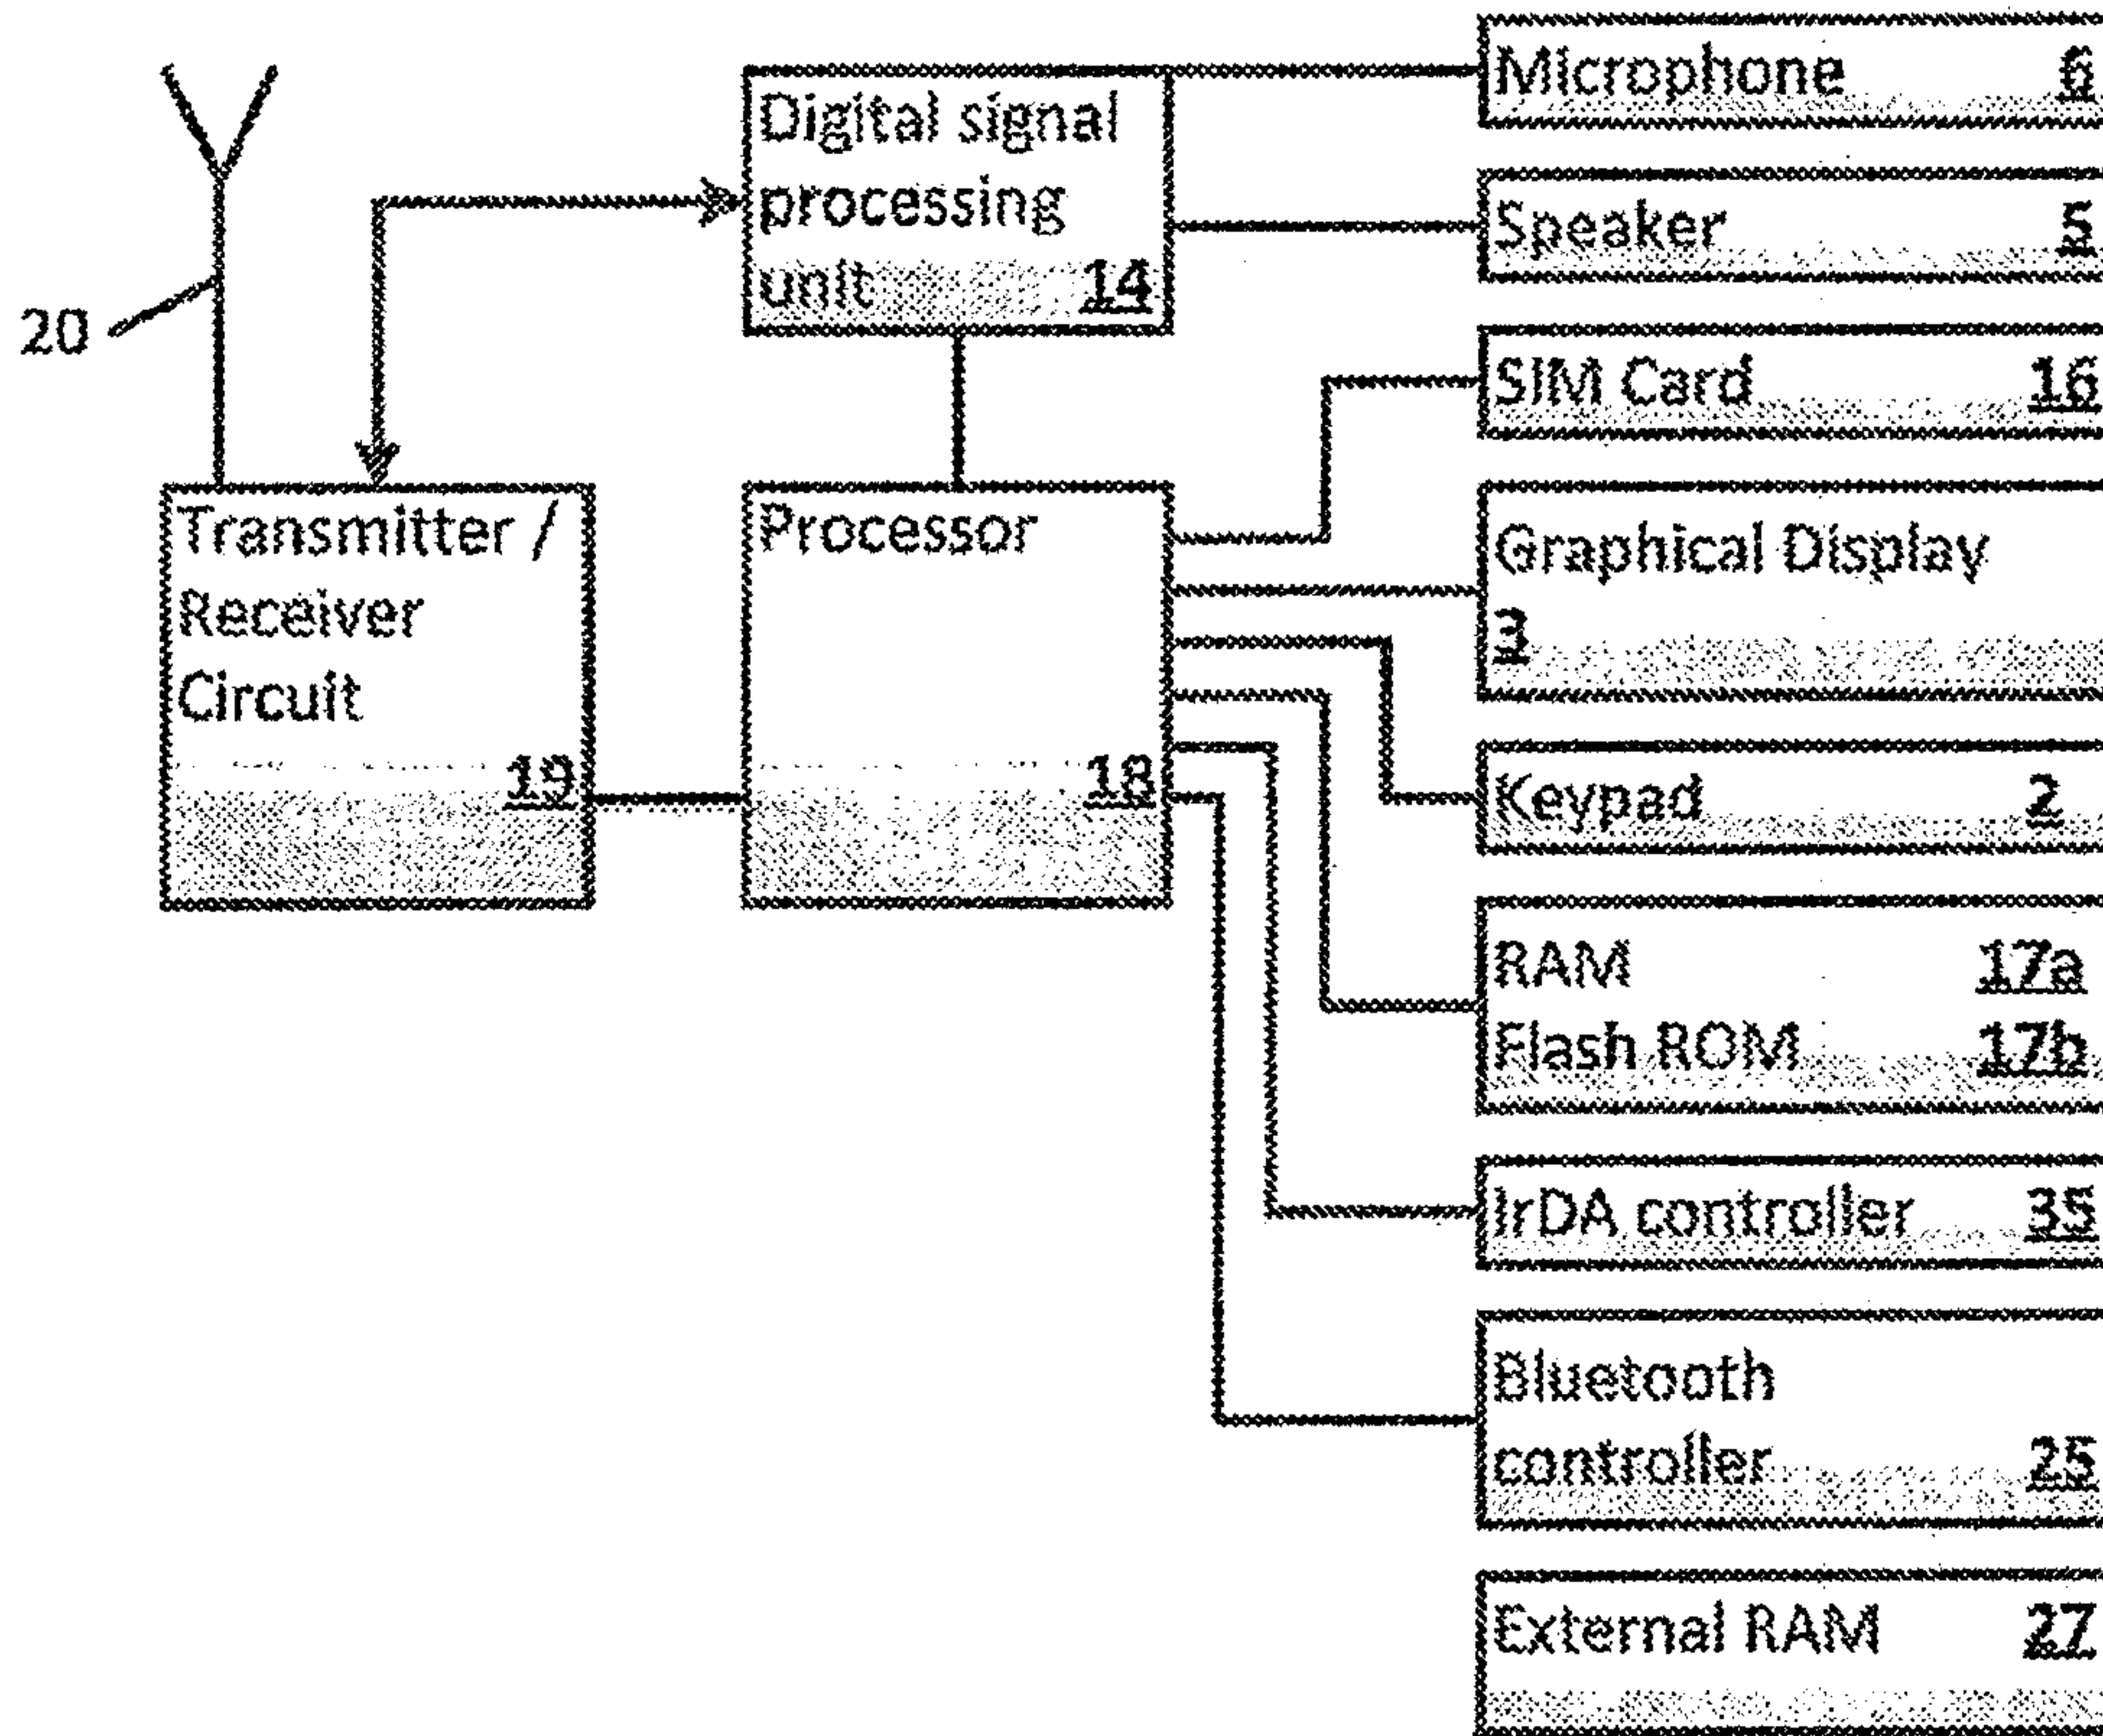 Microphone 6
Digital signal
processing
unit 14
Speaker 5
20
SIM Card 16
Transmitter /
Receiver
Circuit
19
Processor
18
Graphical Display
3
Keypad 2
RAM 17a
Flash ROM 17b
IrDA controller 35
Bluetooth
controller 25
External RAM 27